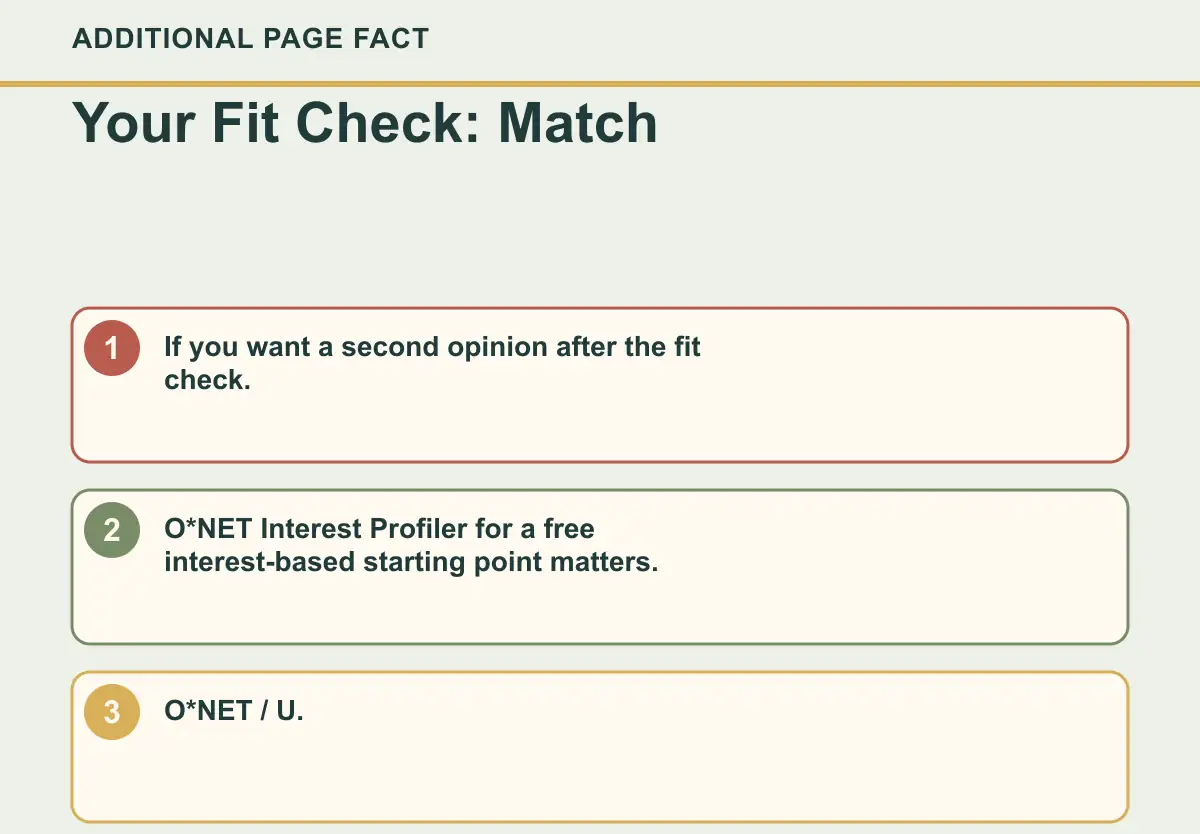 ADDITIONAL PAGE FACT
Your Fit Check: Match
1
If you want a second opinion after the fit
check.
2
O*NET Interest Profiler for a free
interest-based starting point matters.
3
O*NET / U.